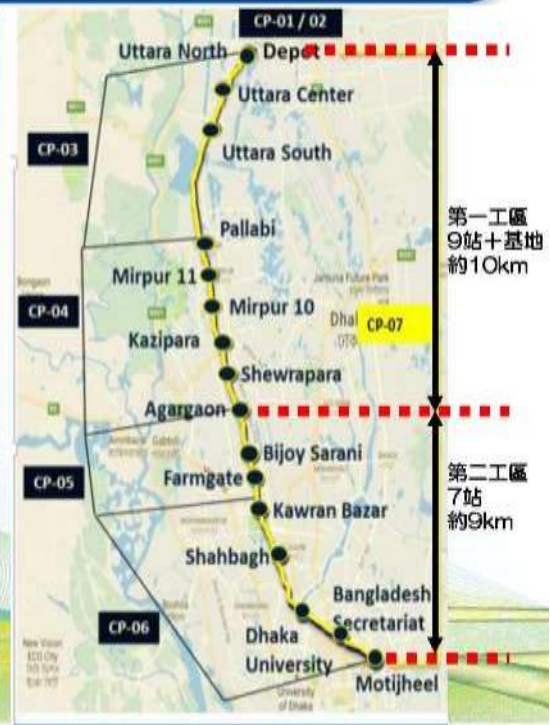 CP-01 / 02
Uttara North
Depot
Uttara Center
Uttara South
CP-03
Pallabi
第一工區
9站+基地
約10km
Mirpur 11
CP-04
Mirpur 10
CP-07
Kazipara
Shewrapara
Agargaon
Bijoy Sarani
第二工區
7站
約9km
CP-05
Farmgate
Kawran Bazar
Shahbagh
Bangladesh
Secretariat
CP-06
Dhaka
University
Motijheel
University
of Dhaka